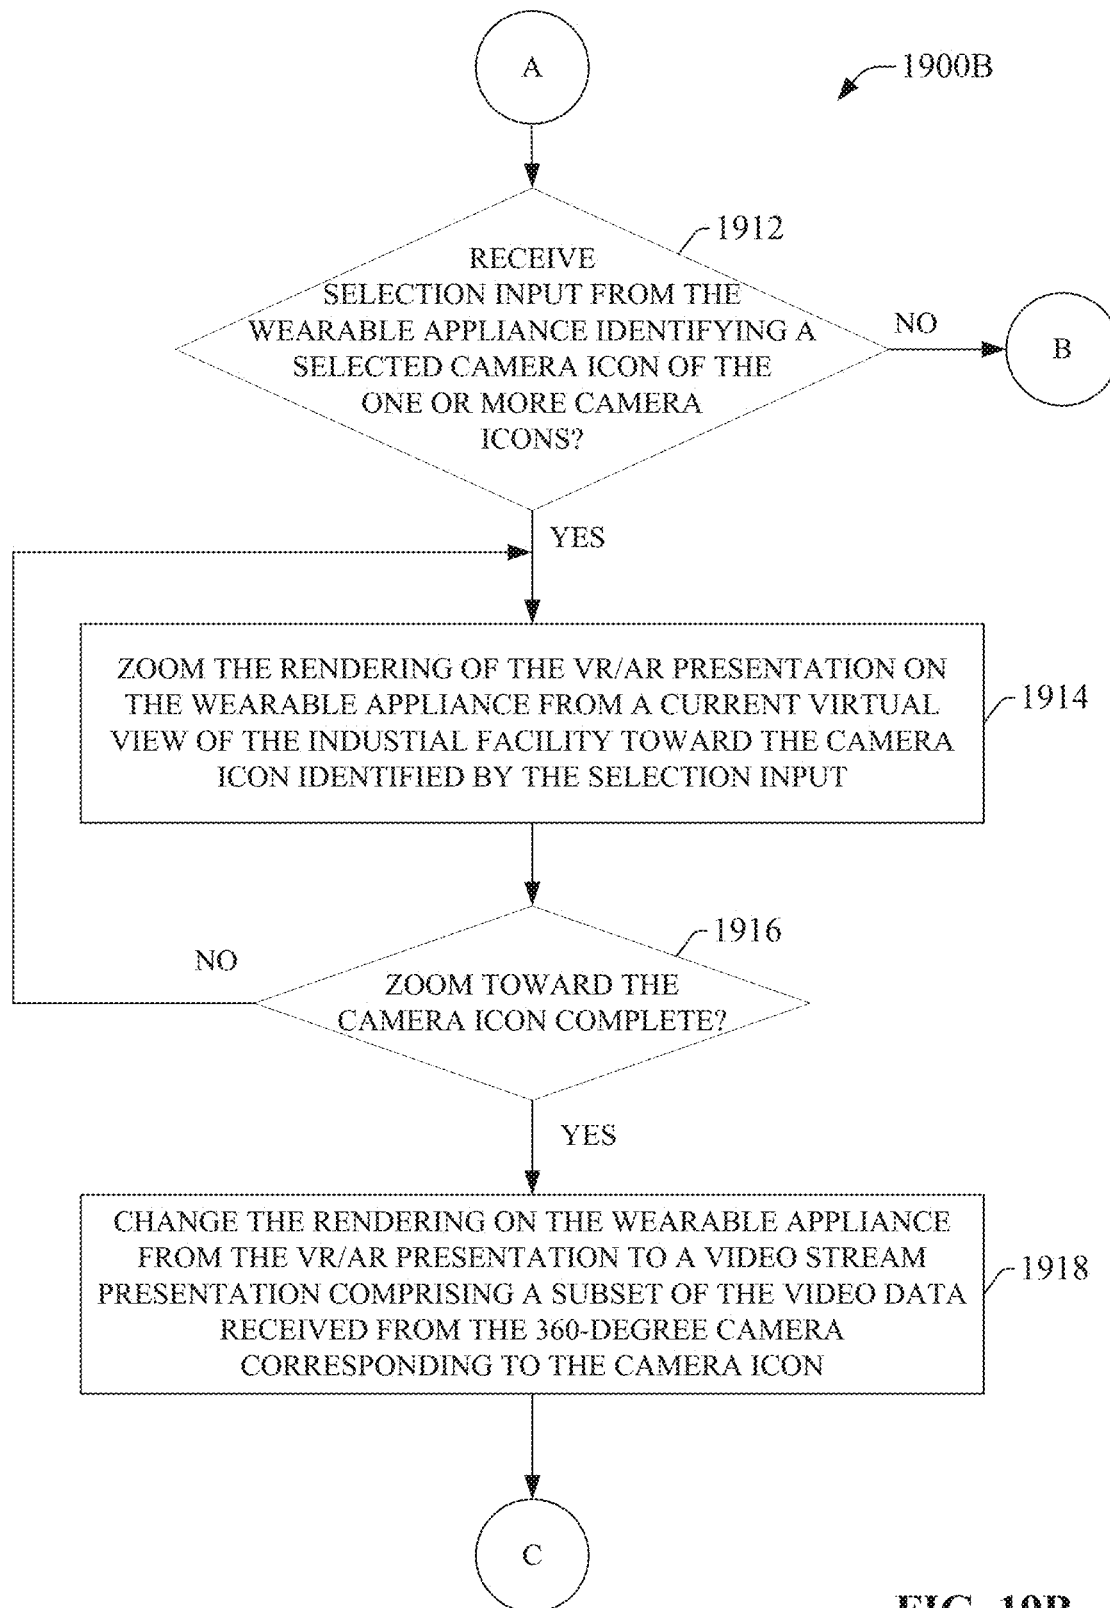 A
1900B
1912
RECEIVE
SELECTION INPUT FROM THE
WEARABLE APPLIANCE IDENTIFYING A
SELECTED CAMERA ICON OF THE
ONE OR MORE CAMERA
ICONS?
NO
B
YES
ZOOM THE RENDERING OF THE VR/AR PRESENTATION ON
THE WEARABLE APPLIANCE FROM A CURRENT VIRTUAL
VIEW OF THE INDUSTIAL FACILITY TOWARD THE CAMERA
ICON IDENTIFIED BY THE SELECTION INPUT
1914
1916
NO
ZOOM TOWARD THE
CAMERA ICON COMPLETE?
YES
CHANGE THE RENDERING ON THE WEARABLE APPLIANCE
FROM THE VR/AR PRESENTATION TO A VIDEO STREAM
PRESENTATION COMPRISING A SUBSET OF THE VIDEO DATA
RECEIVED FROM THE 360-DEGREE CAMERA
CORRESPONDING TO THE CAMERA ICON
1918
C
FIG. 19B